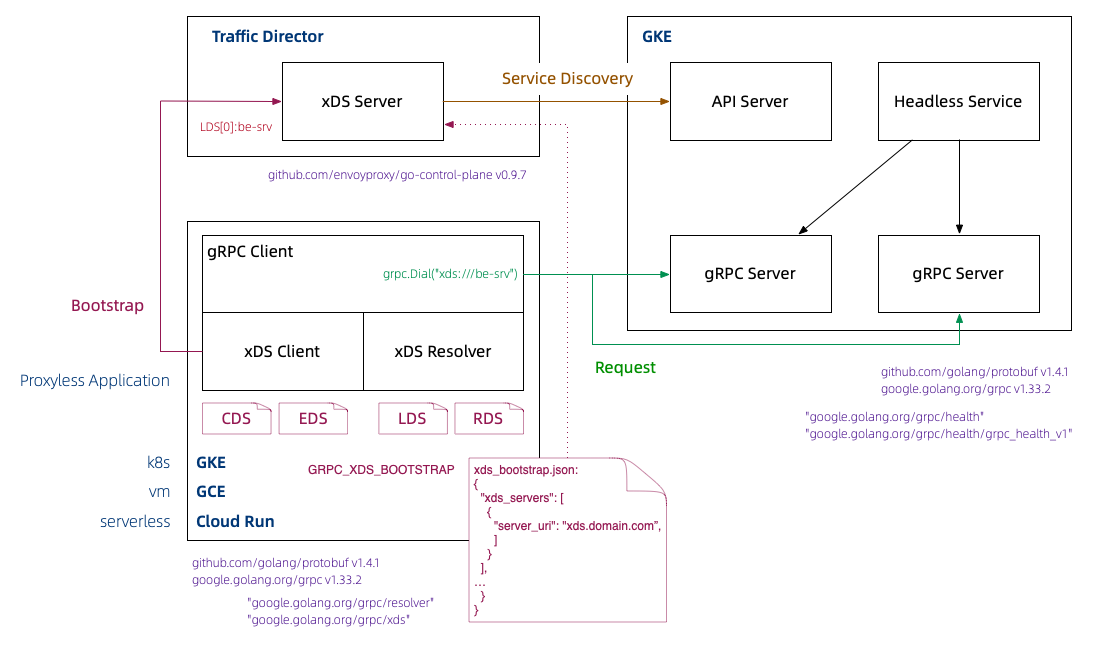 Traffic Director
xDS Server
LDS[0]:be-srv
Service Discovery
GKE
API Server
Headless Service
gRPC Server
gRPC Server
github.com/envoyproxy/go-control-plane v0.9.7
gRPC Client
grpc.Dial("xds:///be-srv")
Bootstrap
xDS Client
xDS Resolver
Request
Proxyless Application
CDS
EDS
LDS
RDS
github.com/golang/protobuf v1.4.1
google.golang.org/grpc v1.33.2
"google.golang.org/grpc/health"
"google.golang.org/grpc/health/grpc_health_v1"
k8s
GKE
vm
GCE
serverless
Cloud Run
GRPC_XDS_BOOTSTRAP
xds_bootstrap.json:
{
"xds_servers": [
{
"server_uri": "xds.domain.com”,
]
}
],
...
}
}
github.com/golang/protobuf v1.4.1
google.golang.org/grpc v1.33.2
"google.golang.org/grpc/resolver"
"google.golang.org/grpc/xds"